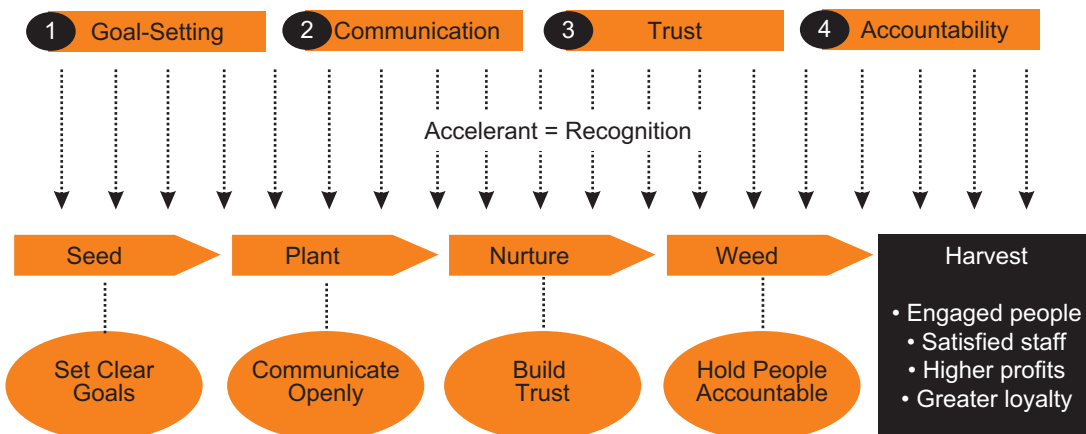 1 Goal-Setting
2 Communication
3 Trust
4 Accountability
Accelerant = Recognition
Seed
Plant
Nurture
Weed
Harvest
Set Clear
Goals
Communicate
Openly
Build
Trust
Hold People
Accountable
• Engaged people
• Satisfied staff
• Higher profits
• Greater loyalty